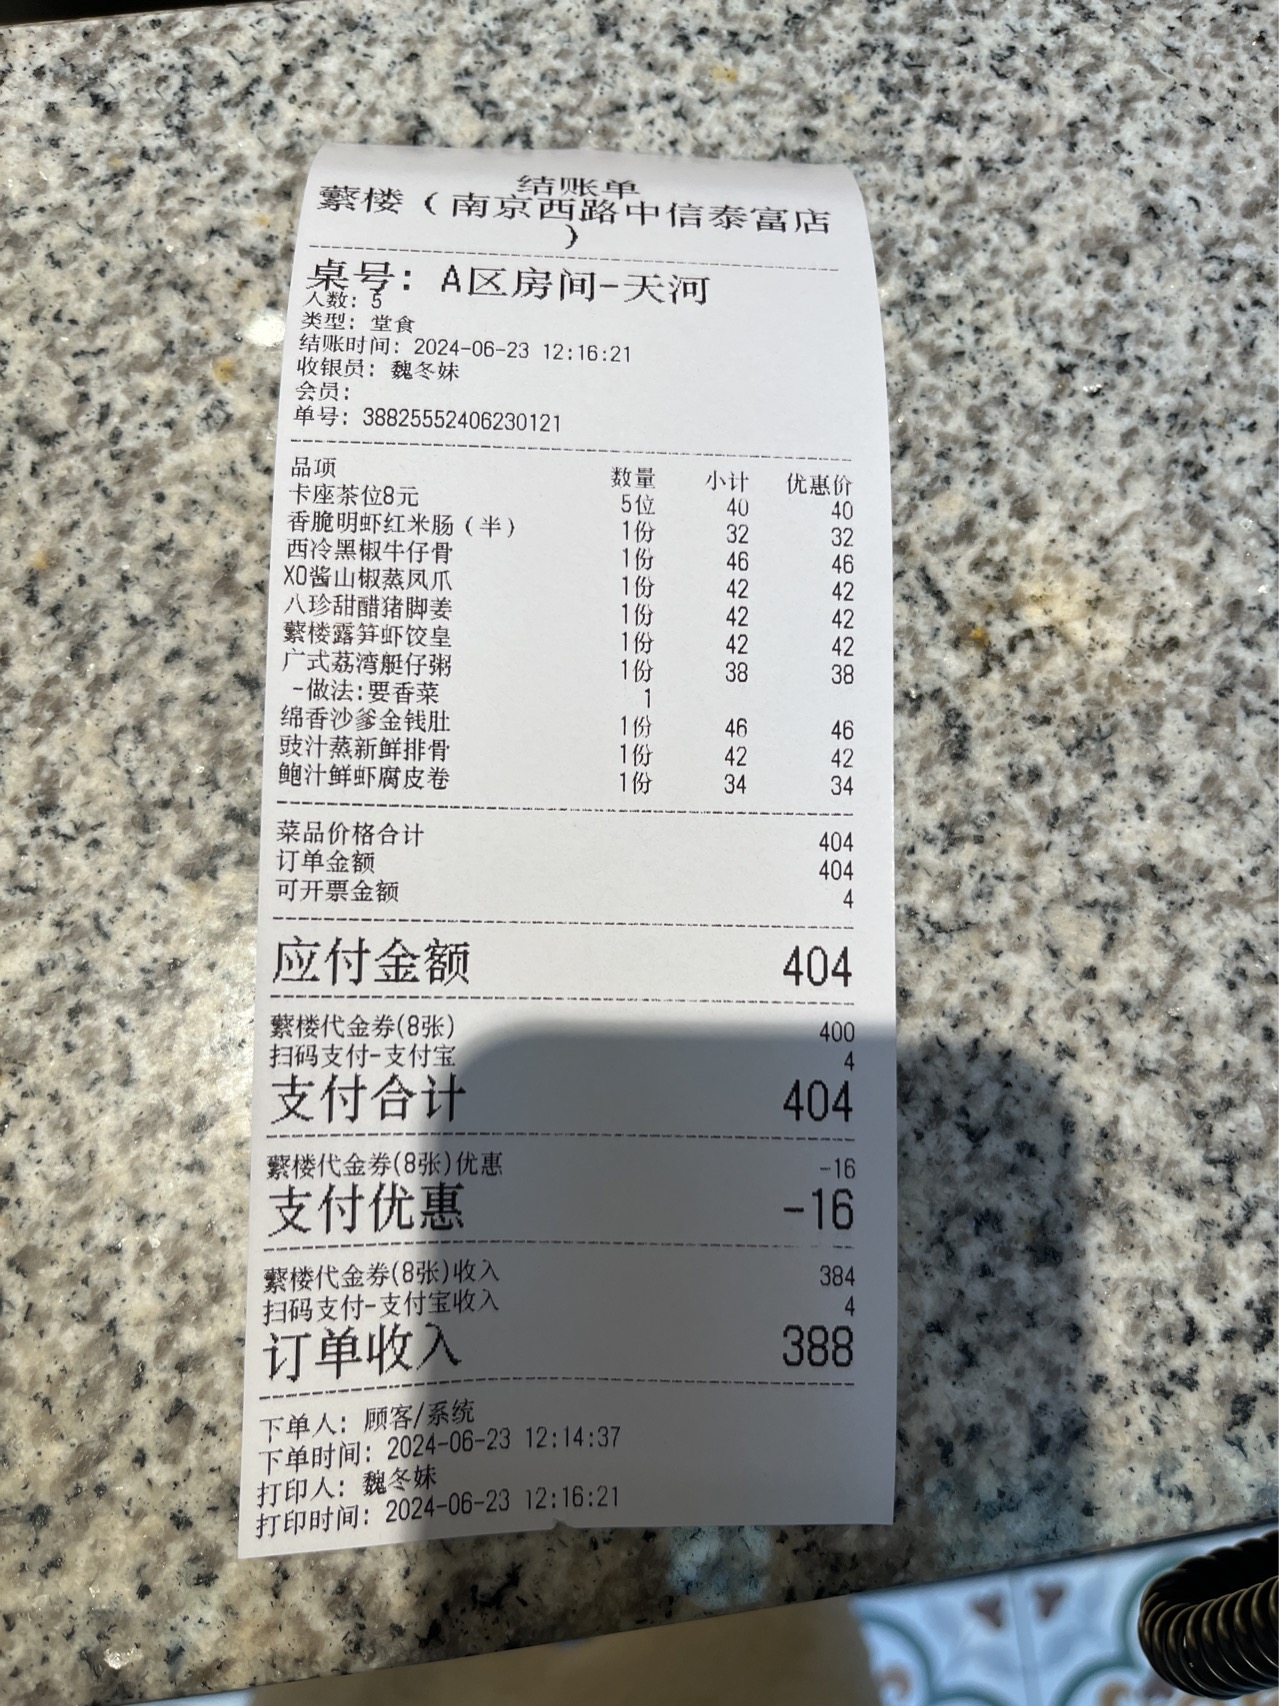 结账单
蘩楼（南京西路中信泰富店
）
桌号: A区房间-天河
人数: 5
类型: 堂食
结账时间: 2024-06-23 12:16:21
收银员: 魏冬妹
会员:
单号: 38825552406230121
品项 数量 小计 优惠价
卡座茶位8元 5位 40 40
香脆明虾红米肠（半） 1份 32 32
西冷黑椒牛仔骨 1份 46 46
XO酱山椒蒸凤爪 1份 42 42
八珍甜醋猪脚姜 1份 42 42
蘩楼露笋虾饺皇 1份 42 42
广式荔湾艇仔粥 1份 38 38
-做法:要香菜 1
绵香沙爹金钱肚 1份 46 46
豉汁蒸新鲜排骨 1份 42 42
鲍汁鲜虾腐皮卷 1份 34 34
菜品价格合计 404
订单金额 404
可开票金额 4
应付金额 404
蘩楼代金券(8张) 400
扫码支付-支付宝 4
支付合计 404
蘩楼代金券(8张)优惠 -16
支付优惠 -16
蘩楼代金券(8张)收入 384
扫码支付-支付宝收入 4
订单收入 388
下单人: 顾客/系统
下单时间: 2024-06-23 12:14:37
打印人: 魏冬妹
打印时间: 2024-06-23 12:16:21